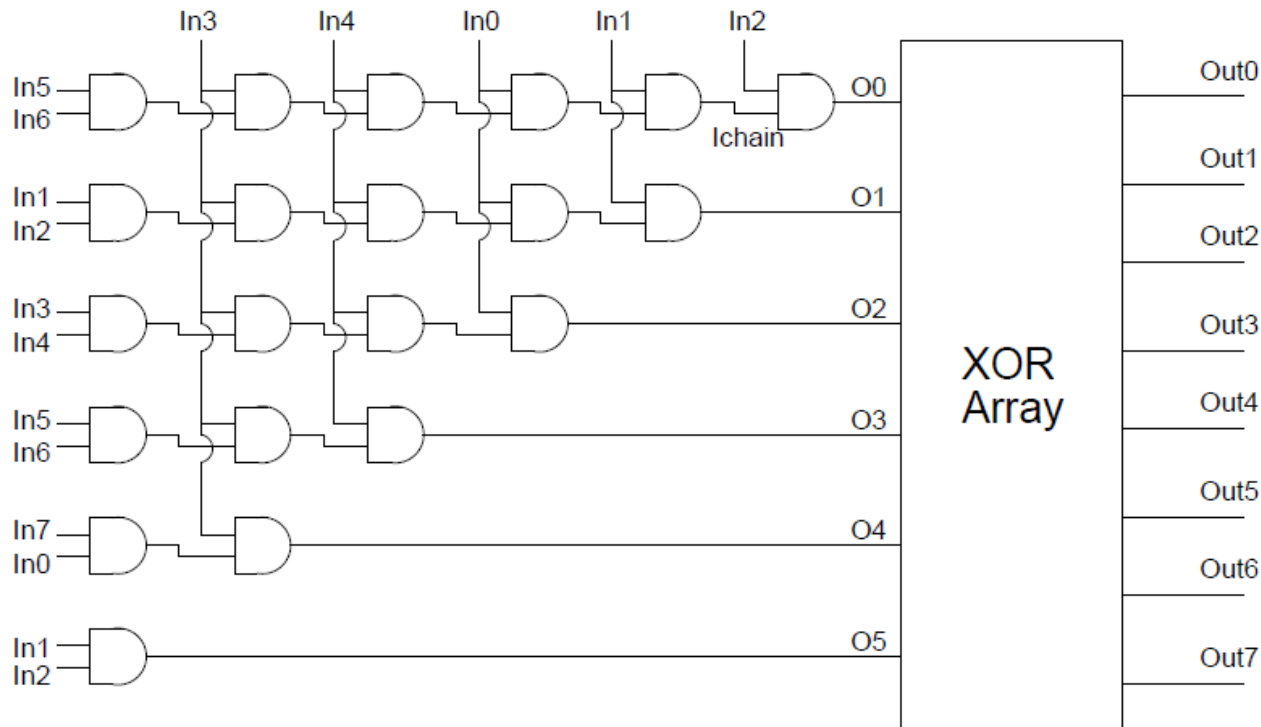 In3 In4 In0 In1 In2
In5 O0 Out0
In6
Ichain
Out1
In1 O1
In2
Out2
In3 O2 Out3
In4
XOR
Array
Out4
In5 O3
In6
Out5
In7 O4
In0
Out6
In1 O5 Out7
In2